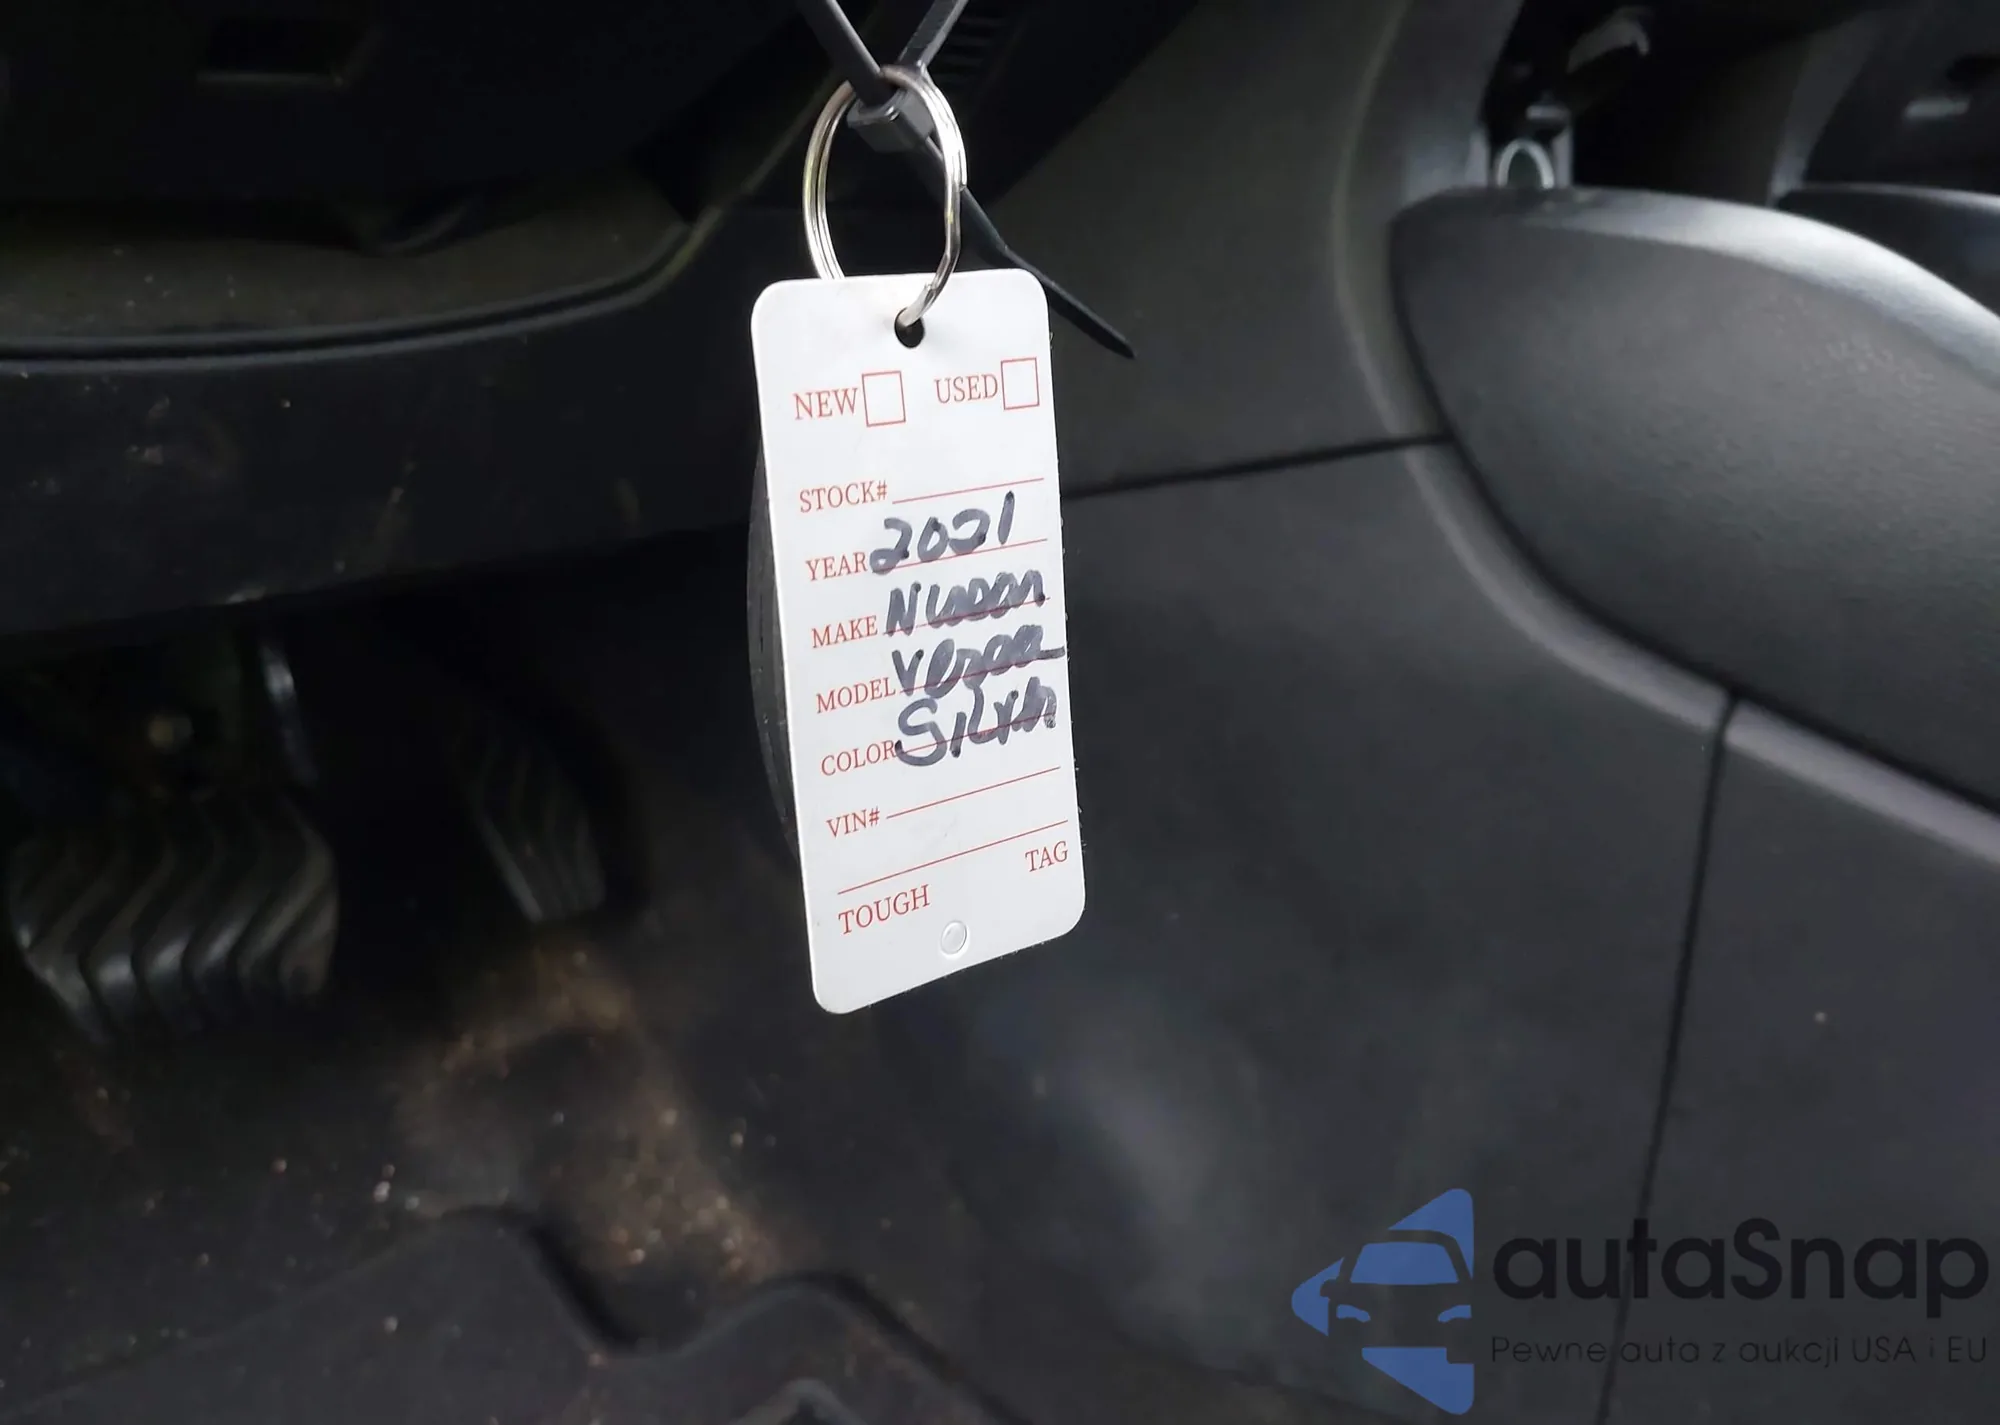 NEW USED
STOCK#
YEAR 2021
MAKE Nissan
MODEL Versa
COLOR Silver
VIN#
TAG
TOUGH
autaSnap
Pewne auta z aukcji USA i EU